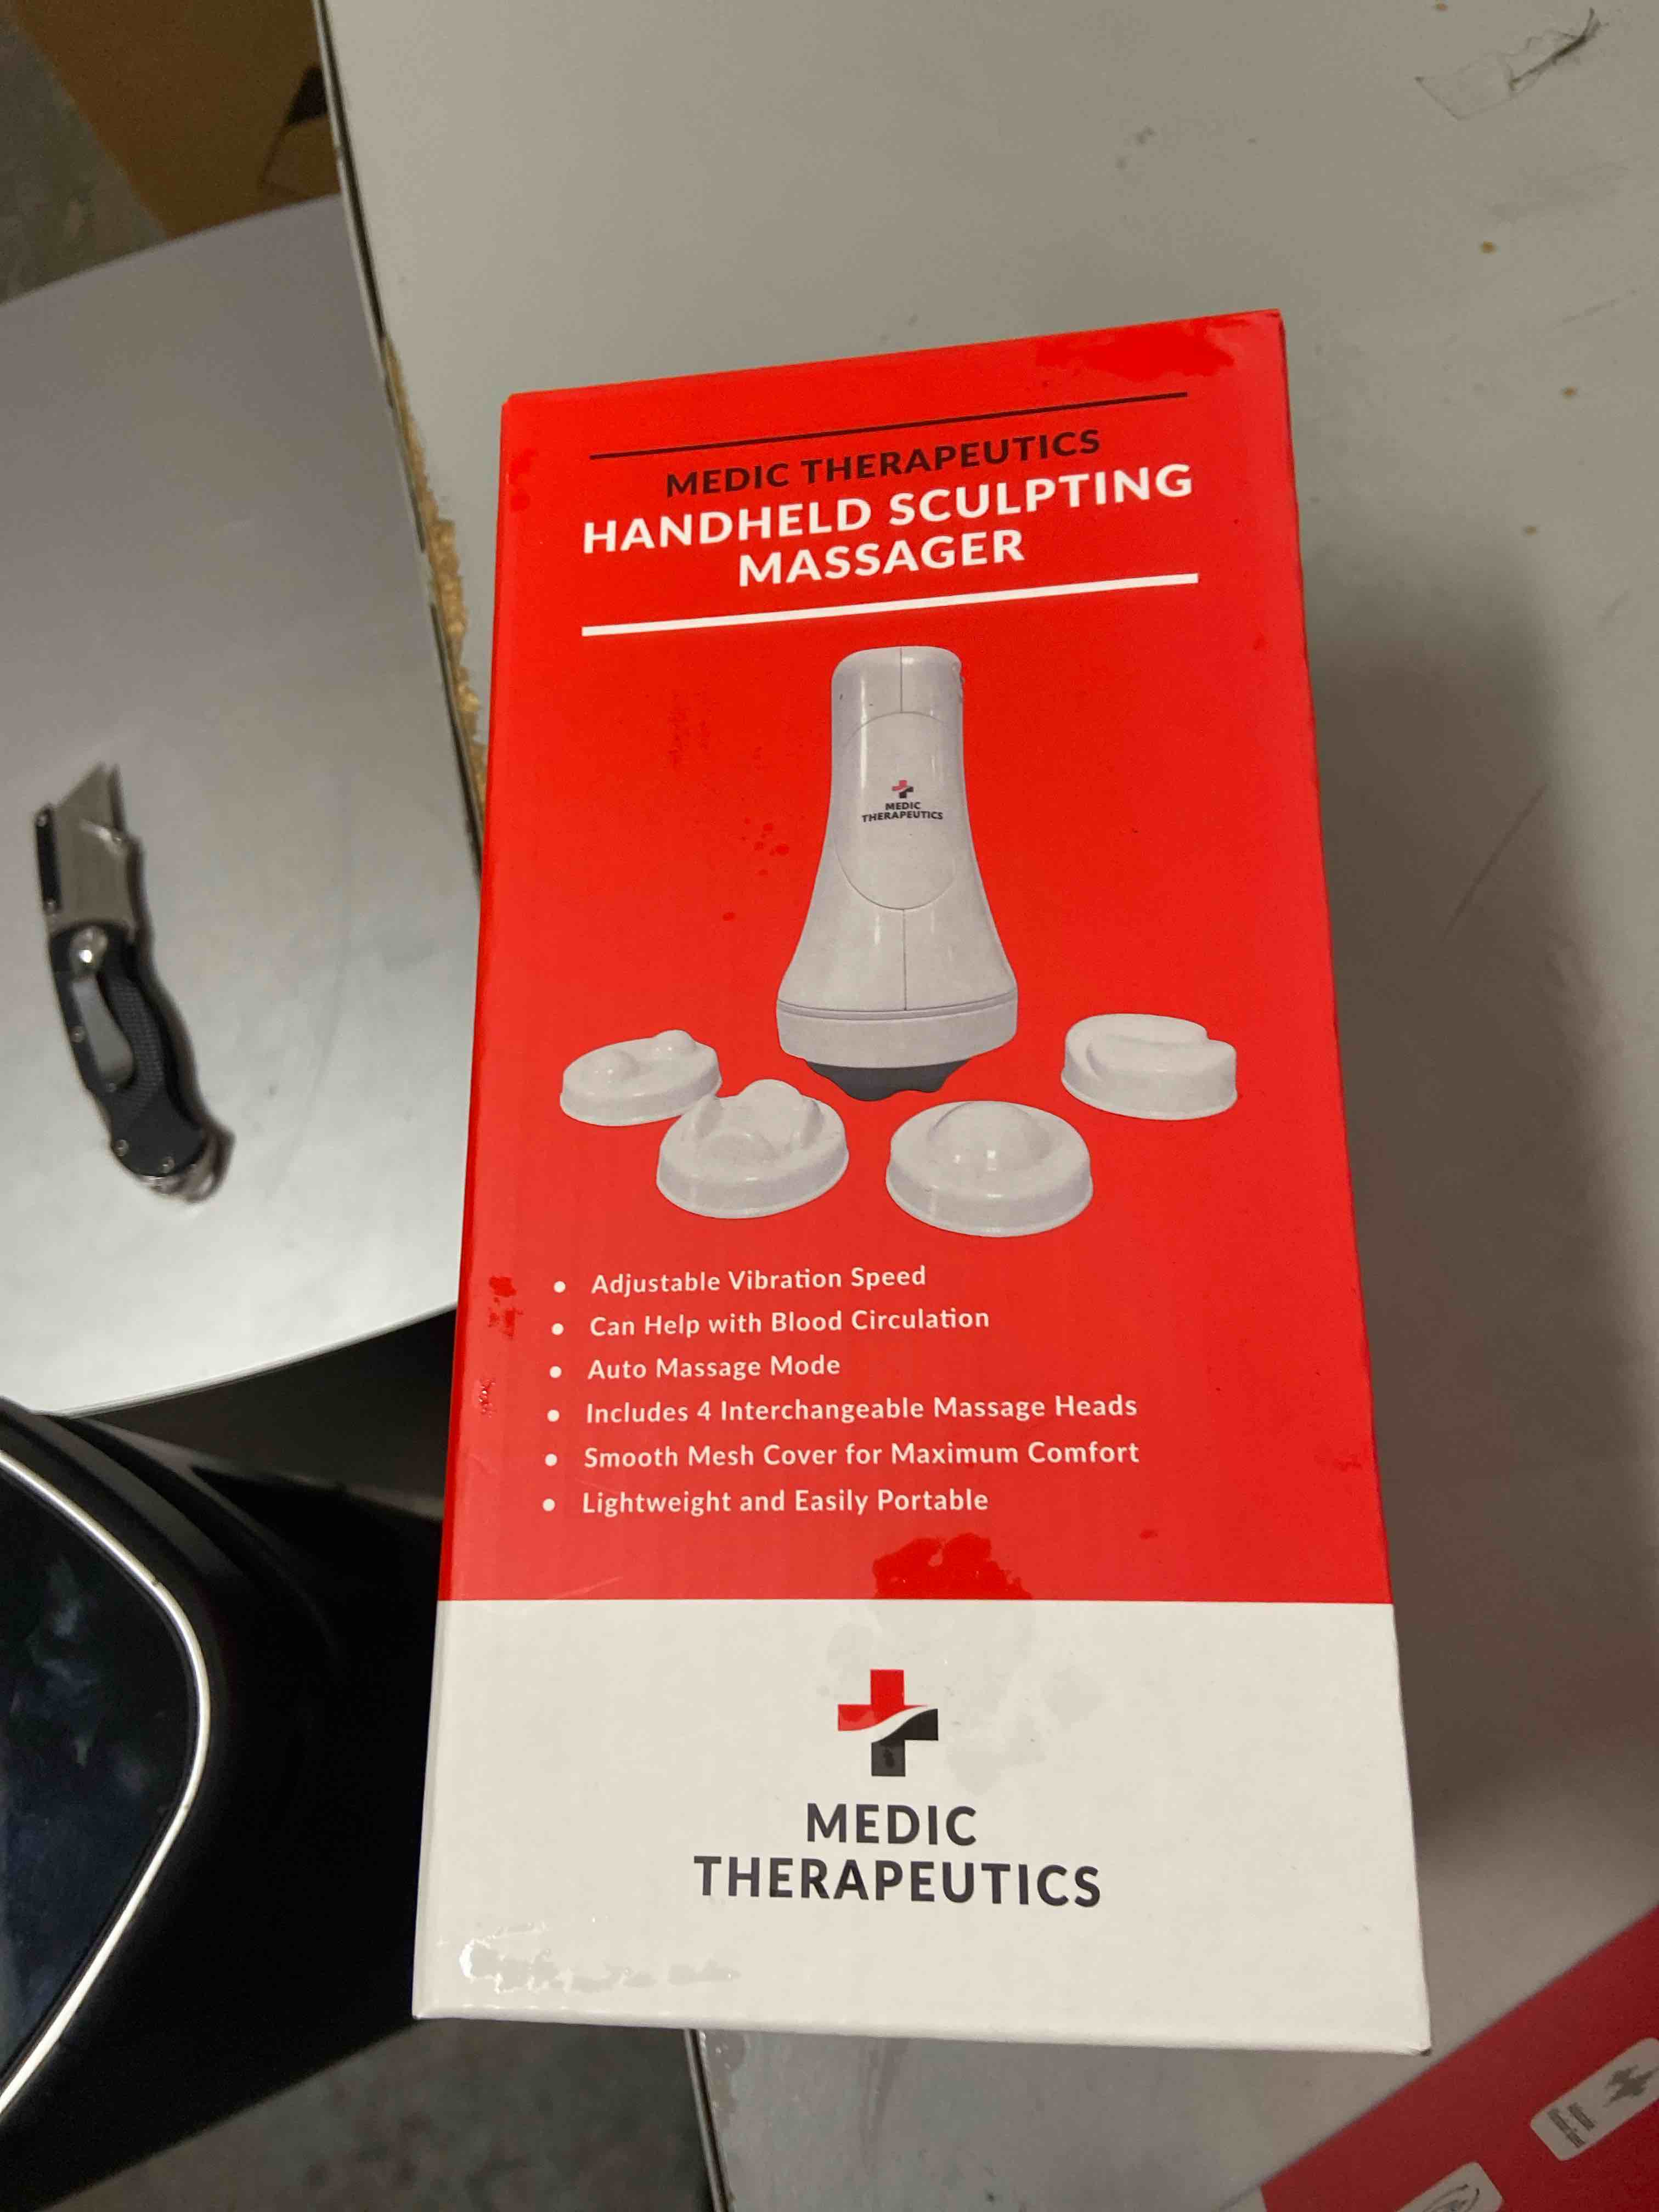 MEDIC THERAPEUTICS
HANDHELD SCULPTING
MASSAGER
MEDIC
THERAPEUTICS
• Adjustable Vibration Speed
• Can Help with Blood Circulation
• Auto Massage Mode
• Includes 4 Interchangeable Massage Heads
• Smooth Mesh Cover for Maximum Comfort
• Lightweight and Easily Portable
MEDIC
THERAPEUTICS